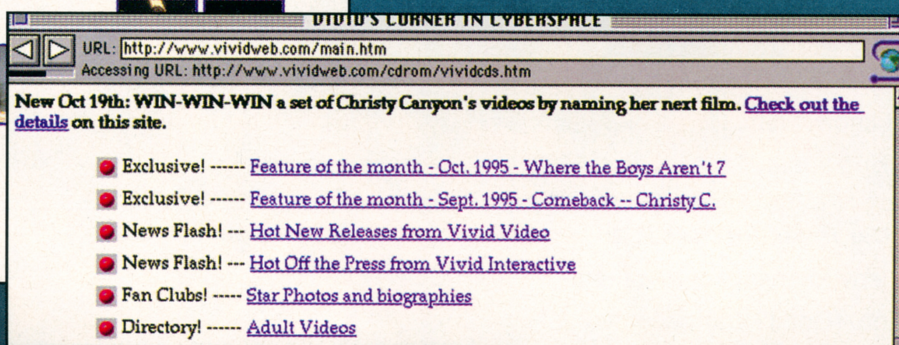 VIVID'S CORNER IN CYBERSPACE
URL: http://www.vividweb.com/main.htm
Accessing URL: http://www.vividweb.com/cdrom/vividcds.htm
New Oct 19th: WIN-WIN-WIN a set of Christy Canyon's videos by naming her next film. Check out the
details on this site.
Exclusive! ------ Feature of the month - Oct. 1995 - Where the Boys Aren't 7
Exclusive! ------ Feature of the month - Sept. 1995 - Comeback -- Christy C.
News Flash! --- Hot New Releases from Vivid Video
News Flash! --- Hot Off the Press from Vivid Interactive
Fan Clubs! ----- Star Photos and biographies
Directory! ------ Adult Videos